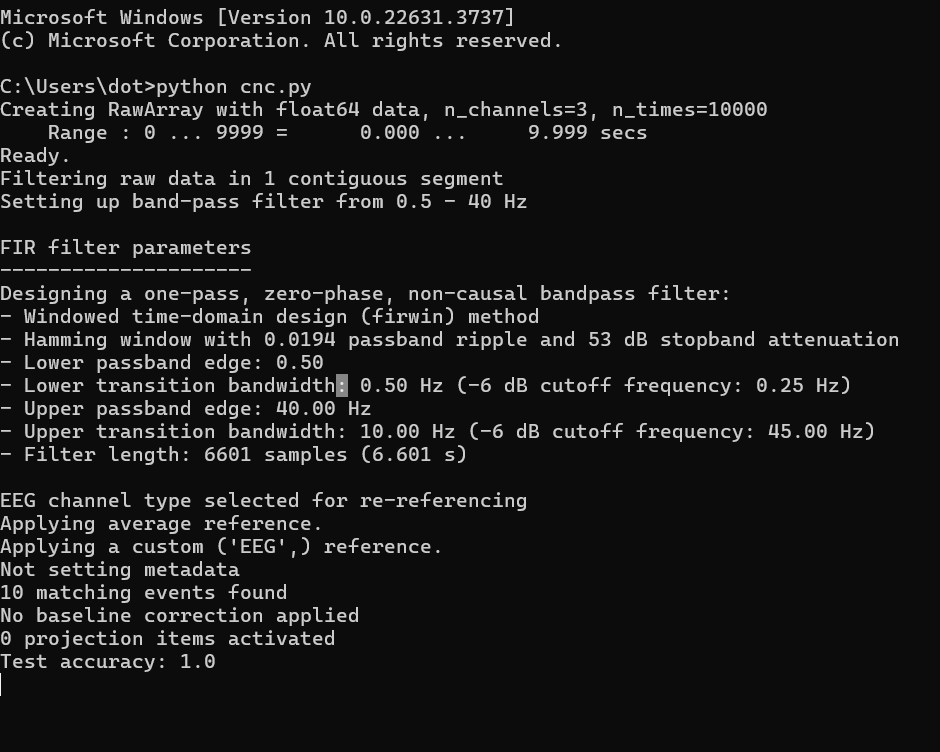 Microsoft Windows [Version 10.0.22631.3737]
(c) Microsoft Corporation. All rights reserved.
C:\Users\dot>python cnc.py
Creating RawArray with float64 data, n_channels=3, n_times=10000
    Range : 0 ... 9999 =      0.000 ...     9.999 secs
Ready.
Filtering raw data in 1 contiguous segment
Setting up band-pass filter from 0.5 - 40 Hz
FIR filter parameters
---------------------
Designing a one-pass, zero-phase, non-causal bandpass filter:
- Windowed time-domain design (firwin) method
- Hamming window with 0.0194 passband ripple and 53 dB stopband attenuation
- Lower passband edge: 0.50
- Lower transition bandwidth: 0.50 Hz (-6 dB cutoff frequency: 0.25 Hz)
- Upper passband edge: 40.00 Hz
- Upper transition bandwidth: 10.00 Hz (-6 dB cutoff frequency: 45.00 Hz)
- Filter length: 6601 samples (6.601 s)
EEG channel type selected for re-referencing
Applying average reference.
Applying a custom ('EEG',) reference.
Not setting metadata
10 matching events found
No baseline correction applied
0 projection items activated
Test accuracy: 1.0